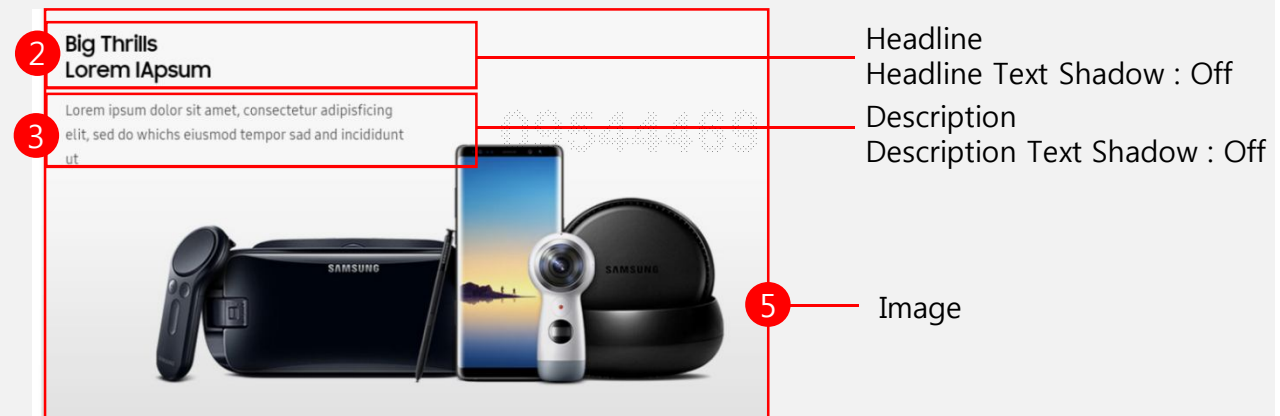 2
Big Thrills
Lorem IApsum
Headline
Headline Text Shadow : Off
3
Lorem ipsum dolor sit amet, consectetur adipisficing
elit, sed do whichs eiusmod tempor sad and incididunt
ut
Description
Description Text Shadow : Off
09544469
SAMSUNG
SAMSUNG
5
Image